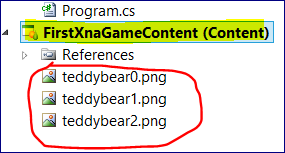 Program.cs
FirstXnaGameContent (Content)
References
teddybear0.png
teddybear1.png
teddybear2.png